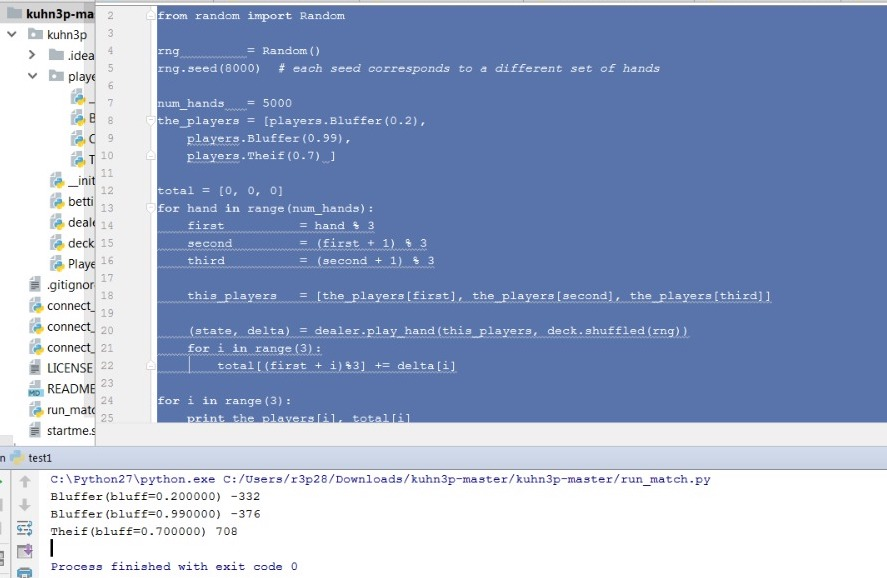 kuhn3p-ma
kuhn3p
.idea
playe
__init
betti
deale
deck
Playe
.gitignor
connect_
connect_
connect_
LICENSE
README
run_matc
startme.s
2 from random import Random
3
4 rng = Random()
5 rng.seed(8000) # each seed corresponds to a different set of hands
6
7 num_hands = 5000
8 the_players = [players.Bluffer(0.2),
9 players.Bluffer(0.99),
10 players.Theif(0.7) ]
11
12 total = [0, 0, 0]
13 for hand in range(num_hands):
14 first = hand % 3
15 second = (first + 1) % 3
16 third = (second + 1) % 3
17
18 this_players = [the_players[first], the_players[second], the_players[third]]
19
20 (state, delta) = dealer.play_hand(this_players, deck.shuffled(rng))
21 for i in range(3):
22 total[(first + i)%3] += delta[i]
23
24 for i in range(3):
25 print the_players[i], total[i]
n test1
C:\Python27\python.exe C:/Users/r3p28/Downloads/kuhn3p-master/kuhn3p-master/run_match.py
Bluffer(bluff=0.200000) -332
Bluffer(bluff=0.990000) -376
Theif(bluff=0.700000) 708
Process finished with exit code 0